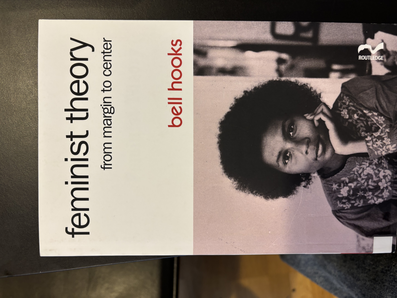 feminist theory
from margin to center
bell hooks
ROUTLEDGE